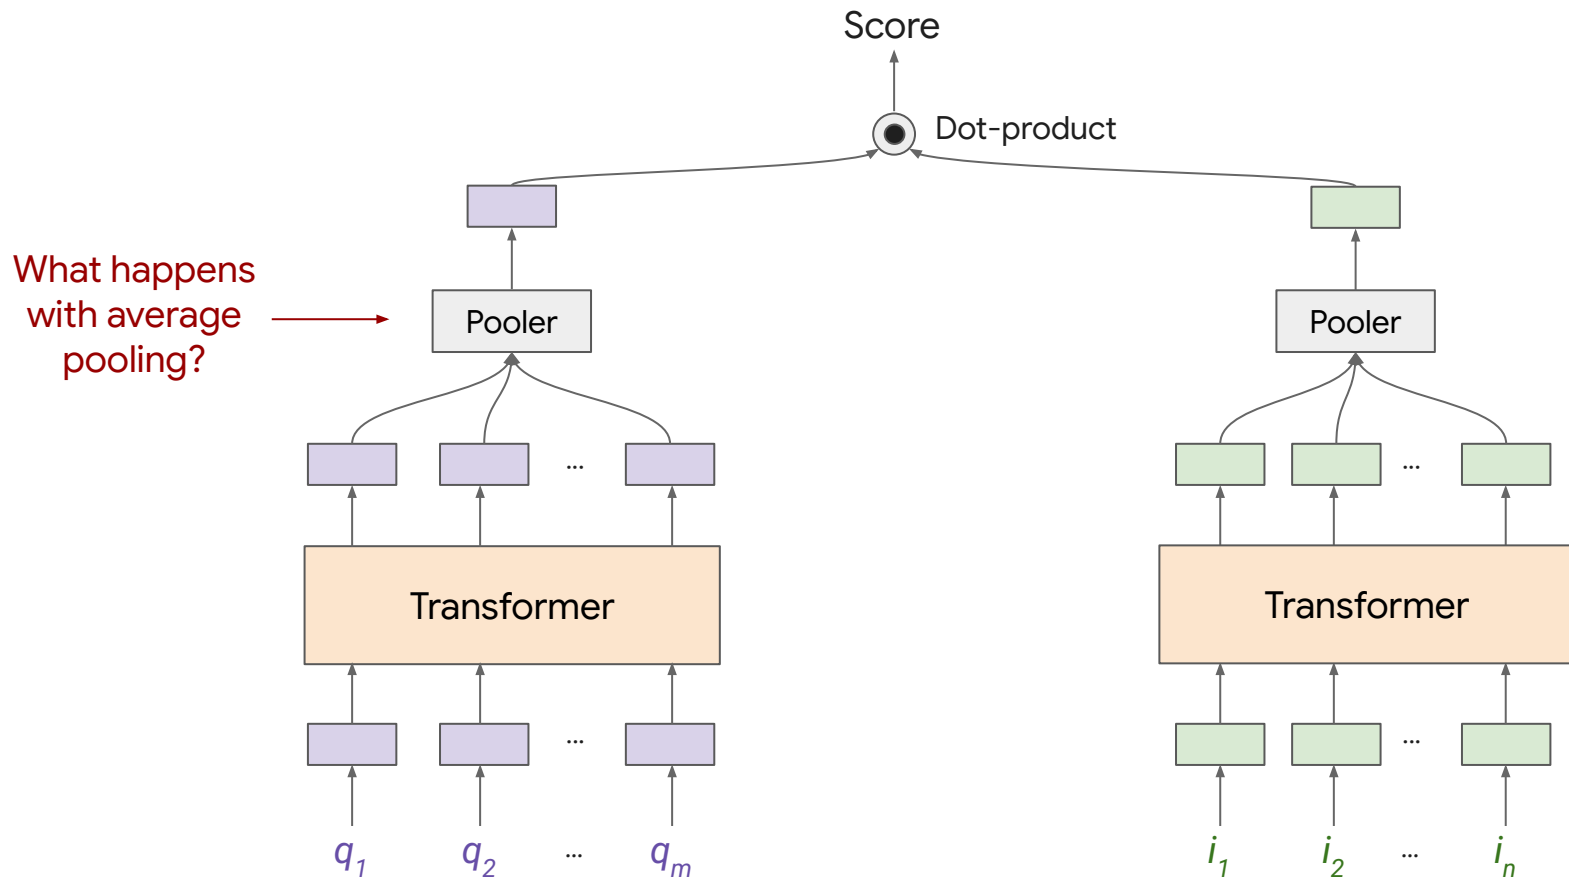 Score
Dot-product
What happens
with average
pooling?
Pooler
Pooler
...
...
Transformer
Transformer
...
...
q1 q2 ... qm
i1 i2 ... in